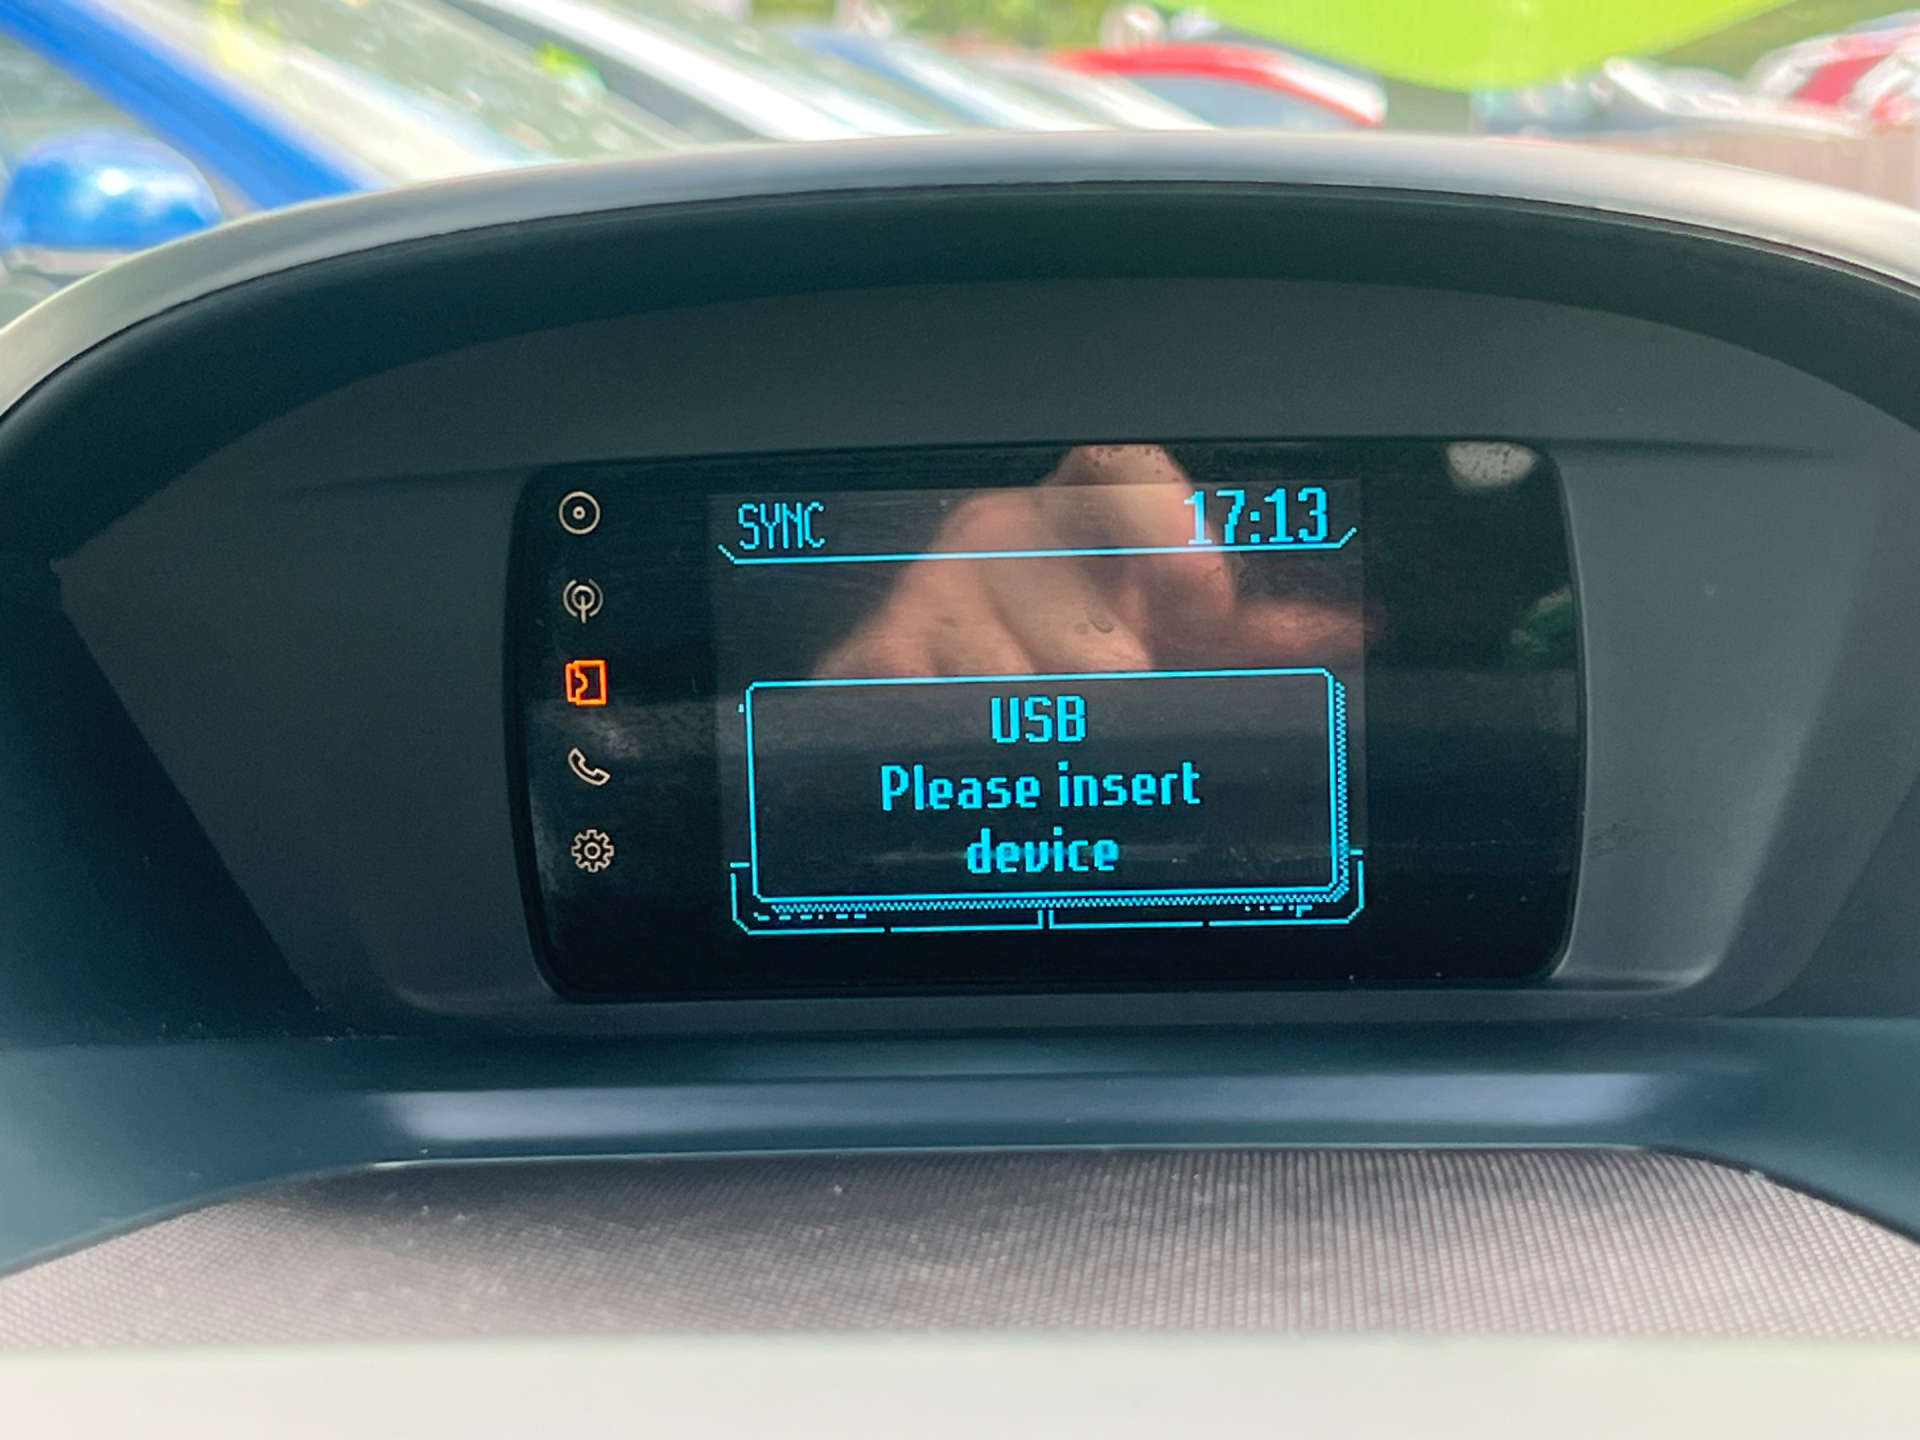 SYNC 17:13
USB
Please insert
device